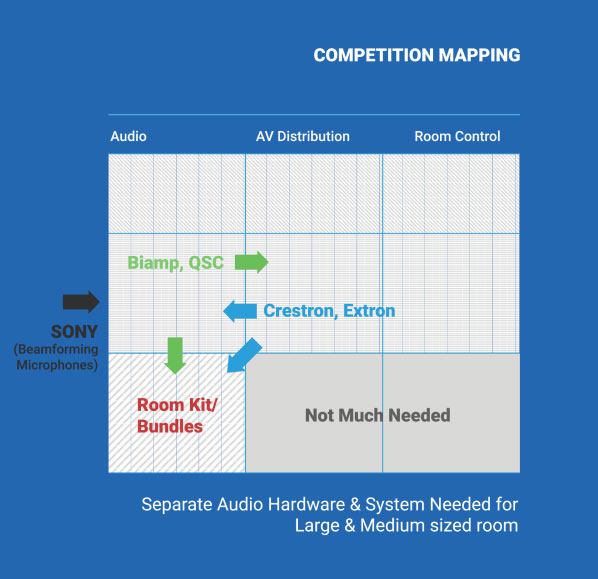 COMPETITION MAPPING
Audio
AV Distribution
Room Control
Biamp, QSC
Crestron, Extron
SONY
(Beamforming
Microphones)
Room Kit/
Bundles
Not Much Needed
Separate Audio Hardware & System Needed for
Large & Medium sized room